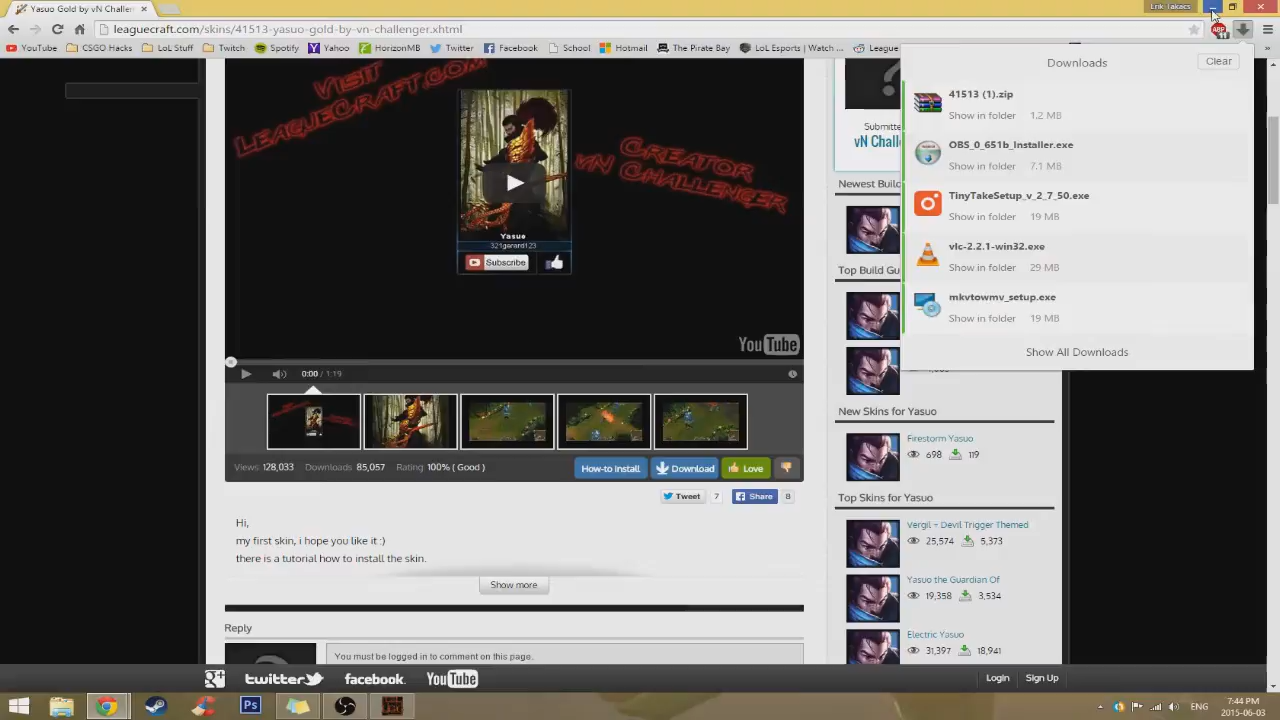 Yasuo Gold by vN Challen
Erik Takacs
leaguecraft.com/skins/41513-yasuo-gold-by-vn-challenger.xhtml
YouTube CSGO Hacks LoL Stuff Twitch Spotify Yahoo HorizonMB Twitter Facebook School Hotmail The Pirate Bay LoL ESports | Watch ... League
Downloads
Clear
41513 (1).zip
Show in folder 1.2 MB
OBS_0_651b_Installer.exe
Show in folder 7.1 MB
TinyTakeSetup_v_2_7_50.exe
Show in folder 19 MB
vlc-2.2.1-win32.exe
Show in folder 29 MB
mkvtowmv_setup.exe
Show in folder 19 MB
Show All Downloads
VISIT
LEAGUECRAFT.COM
CREATOR
VN CHALLENGER
Yasuo
321gerard123
Subscribe
YouTube
0:00 / 1:19
Views 128,033 Downloads 85,057 Rating 100% ( Good )
How-to Install
Download
Love
Tweet 7
Share 8
Hi,
my first skin, i hope you like it :)
there is a tutorial how to install the skin.
Show more
Reply
You must be logged in to comment on this page.
Submitte
vN Chall
Newest Build
Top Build Gu
New Skins for Yasuo
Firestorm Yasuo
698 119
Top Skins for Yasuo
Vergil - Devil Trigger Themed
25,574 5,373
Yasuo the Guardian Of
19,358 3,534
Electric Yasuo
31,397 18,941
g+ twitter facebook YouTube
Login Sign Up
Ps
ENG
7:44 PM
2015-06-03